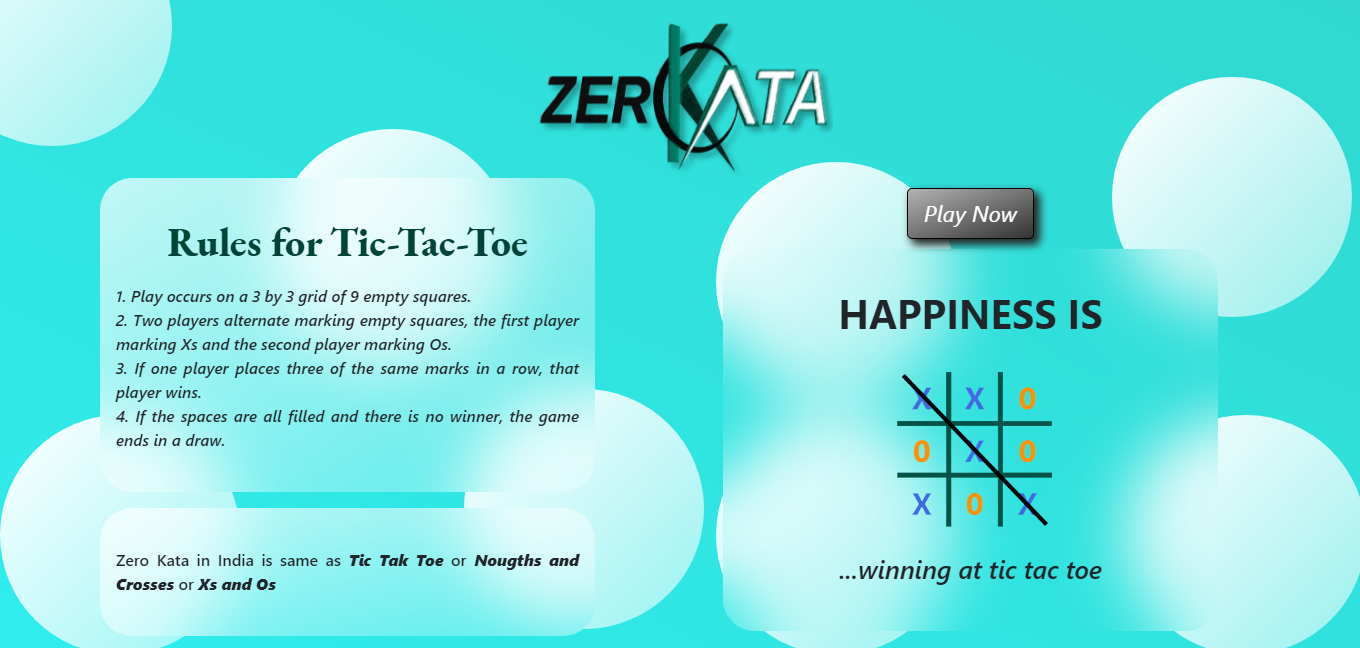 ZERKATA
Rules for Tic-Tac-Toe
1. Play occurs on a 3 by 3 grid of 9 empty squares.
2. Two players alternate marking empty squares, the first player
marking Xs and the second player marking Os.
3. If one player places three of the same marks in a row, that
player wins.
4. If the spaces are all filled and there is no winner, the game
ends in a draw.
Zero Kata in India is same as Tic Tak Toe or Nougths and
Crosses or Xs and Os
Play Now
HAPPINESS IS
X X 0
0 X 0
X 0 X
...winning at tic tac toe